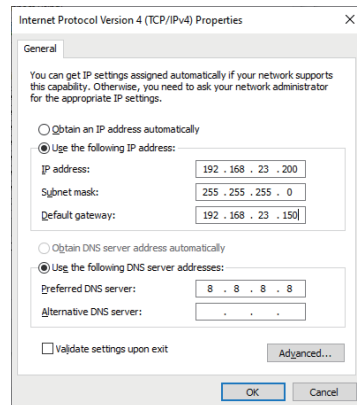 Internet Protocol Version 4 (TCP/IPv4) Properties
General
You can get IP settings assigned automatically if your network supports
this capability. Otherwise, you need to ask your network administrator
for the appropriate IP settings.
Obtain an IP address automatically
Use the following IP address:
IP address: 192 . 168 . 23 . 200
Subnet mask: 255 . 255 . 255 . 0
Default gateway: 192 . 168 . 23 . 150
Obtain DNS server address automatically
Use the following DNS server addresses:
Preferred DNS server: 8 . 8 . 8 . 8
Alternative DNS server: . . .
Validate settings upon exit
Advanced...
OK Cancel